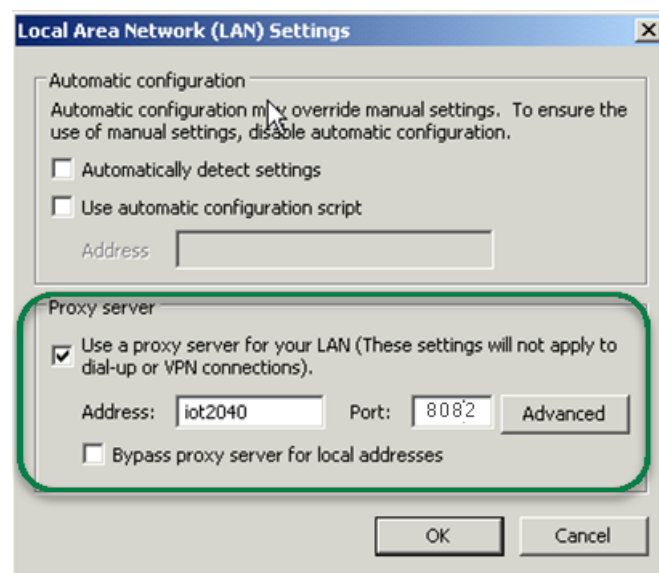 Local Area Network (LAN) Settings
Automatic configuration
Automatic configuration may override manual settings. To ensure the
use of manual settings, disable automatic configuration.
Automatically detect settings
Use automatic configuration script
Address
Proxy server
Use a proxy server for your LAN (These settings will not apply to
dial-up or VPN connections).
Address: iot2040 Port: 8082 Advanced
Bypass proxy server for local addresses
OK Cancel